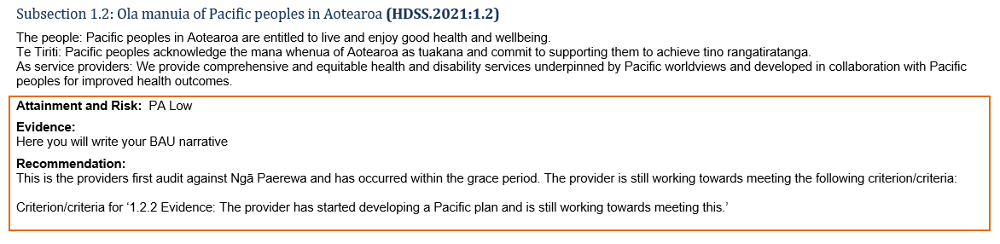 Subsection 1.2: Ola manuia of Pacific peoples in Aotearoa (HDSS.2021:1.2)
The people: Pacific peoples in Aotearoa are entitled to live and enjoy good health and wellbeing.
Te Tiriti: Pacific peoples acknowledge the mana whenua of Aotearoa as tuakana and commit to supporting them to achieve tino rangatiratanga.
As service providers: We provide comprehensive and equitable health and disability services underpinned by Pacific worldviews and developed in collaboration with Pacific
peoples for improved health outcomes.
Attainment and Risk: PA Low
Evidence:
Here you will write your BAU narrative
Recommendation:
This is the providers first audit against Ngā Paerewa and has occurred within the grace period. The provider is still working towards meeting the following criterion/criteria:
Criterion/criteria for ‘1.2.2 Evidence: The provider has started developing a Pacific plan and is still working towards meeting this.’